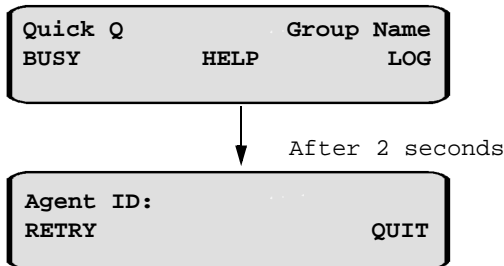 Quick Q Group Name
BUSY HELP LOG
After 2 seconds
Agent ID:
RETRY QUIT